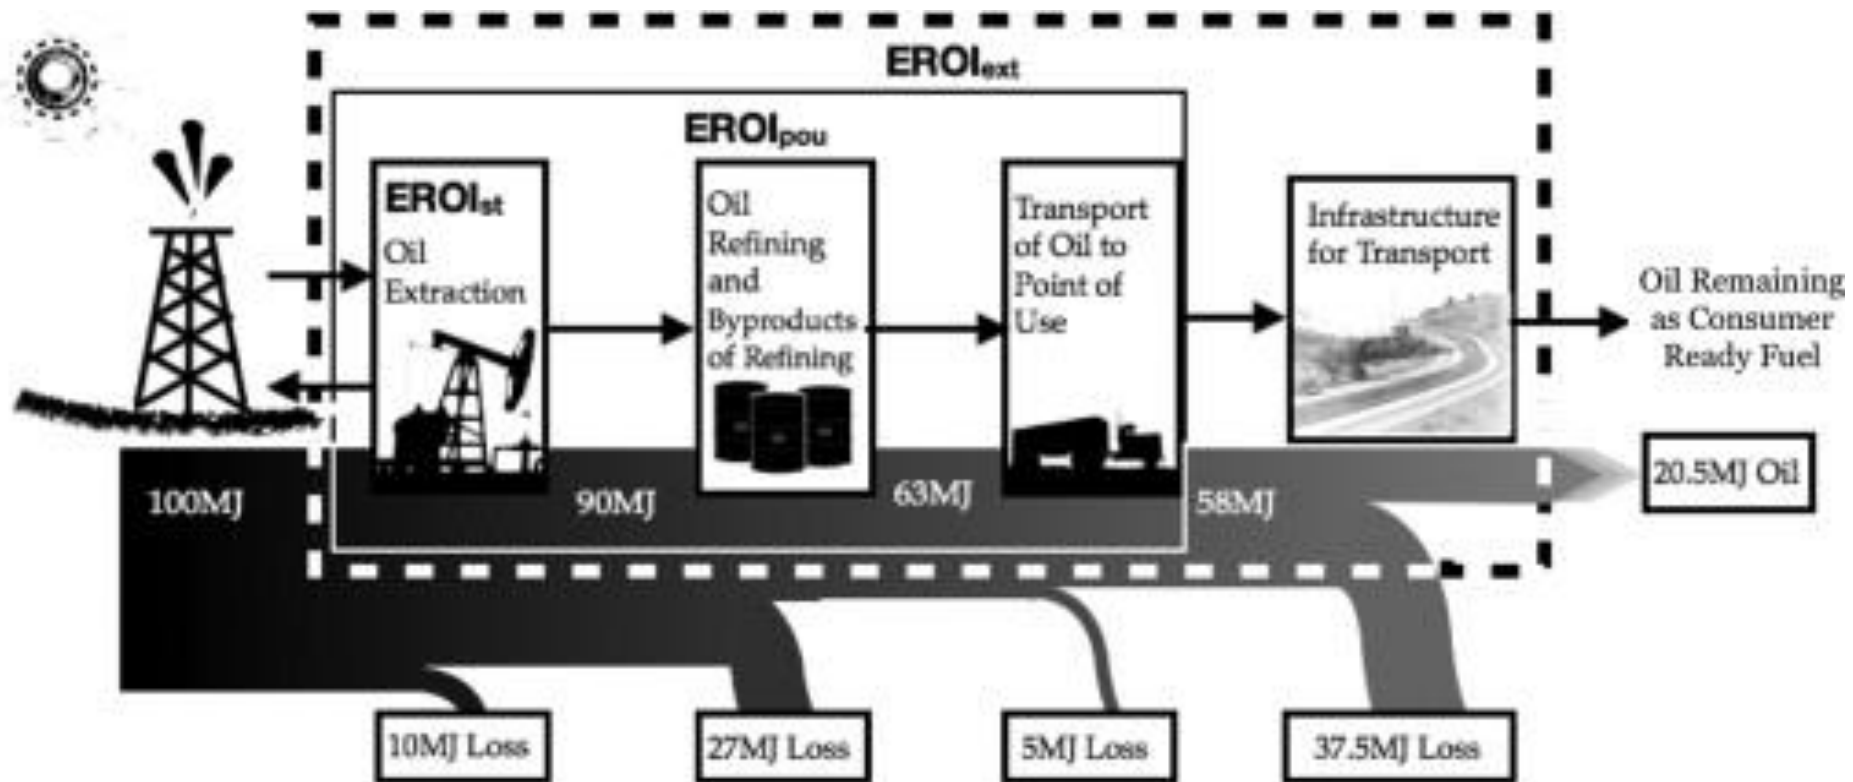 EROIext
EROIpou
EROIst
Oil
Extraction
Oil
Refining
and
Byproducts
of Refining
Transport
of Oil to
Point of
Use
Infrastructure
for Transport
Oil Remaining
as Consumer
Ready Fuel
100MJ
90MJ
63MJ
58MJ
20.5MJ Oil
10MJ Loss
27MJ Loss
5MJ Loss
37.5MJ Loss